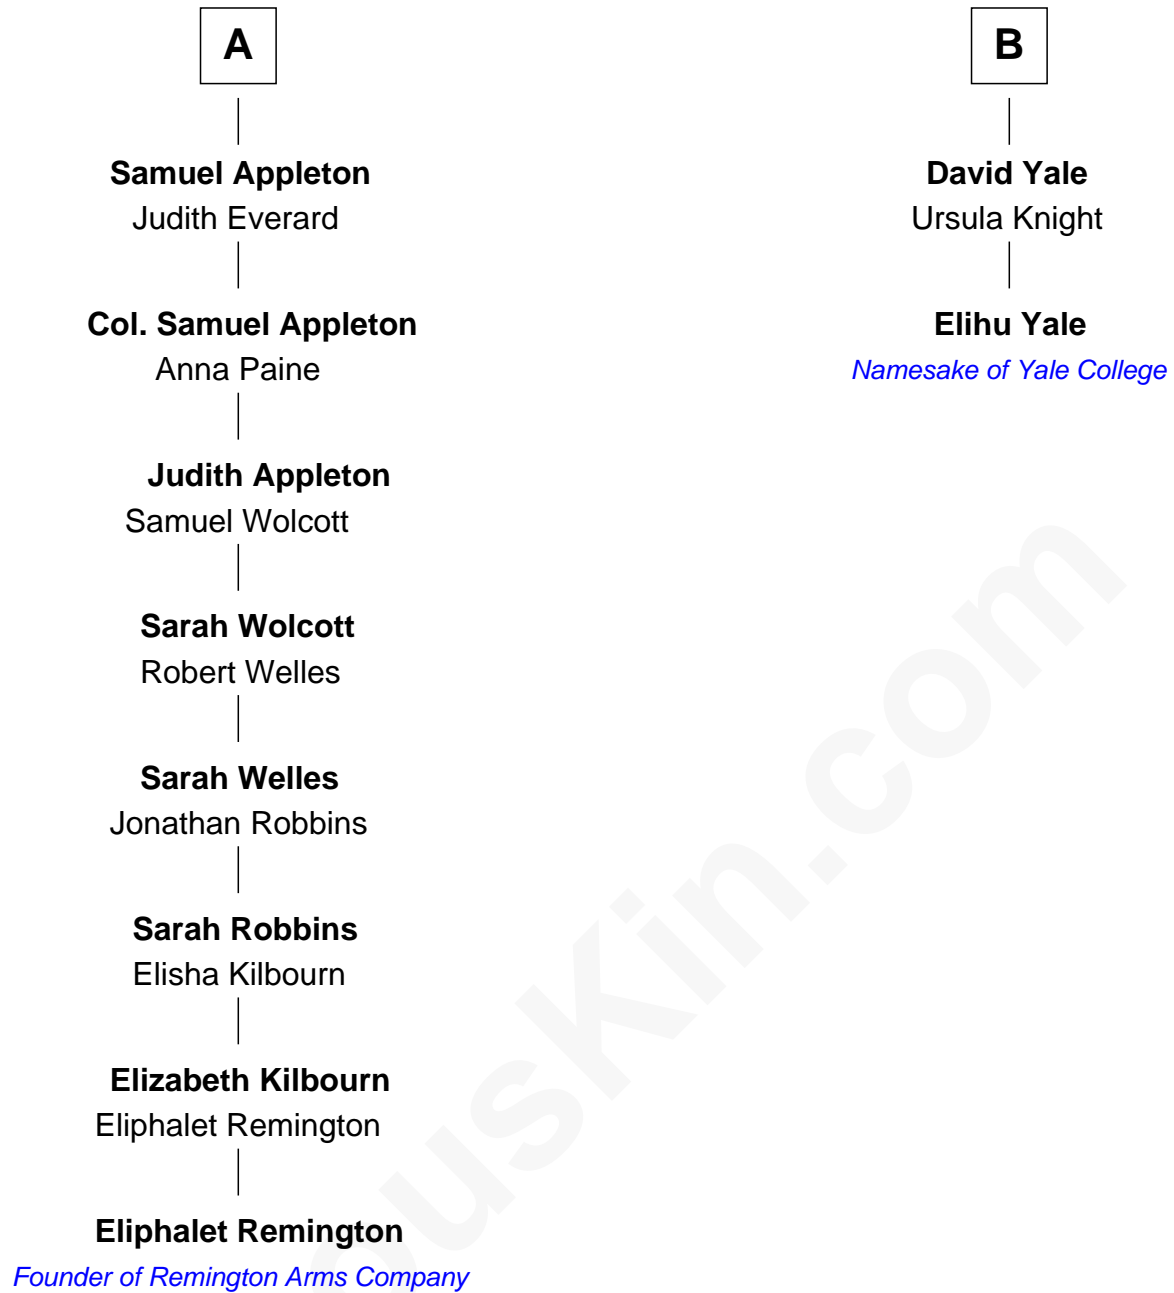 A
Samuel Appleton
Judith Everard
Col. Samuel Appleton
Anna Paine
Judith Appleton
Samuel Wolcott
Sarah Wolcott
Robert Welles
Sarah Welles
Jonathan Robbins
Sarah Robbins
Elisha Kilbourn
Elizabeth Kilbourn
Eliphalet Remington
Eliphalet Remington
Founder of Remington Arms Company
B
David Yale
Ursula Knight
Elihu Yale
Namesake of Yale College
ousKin.com